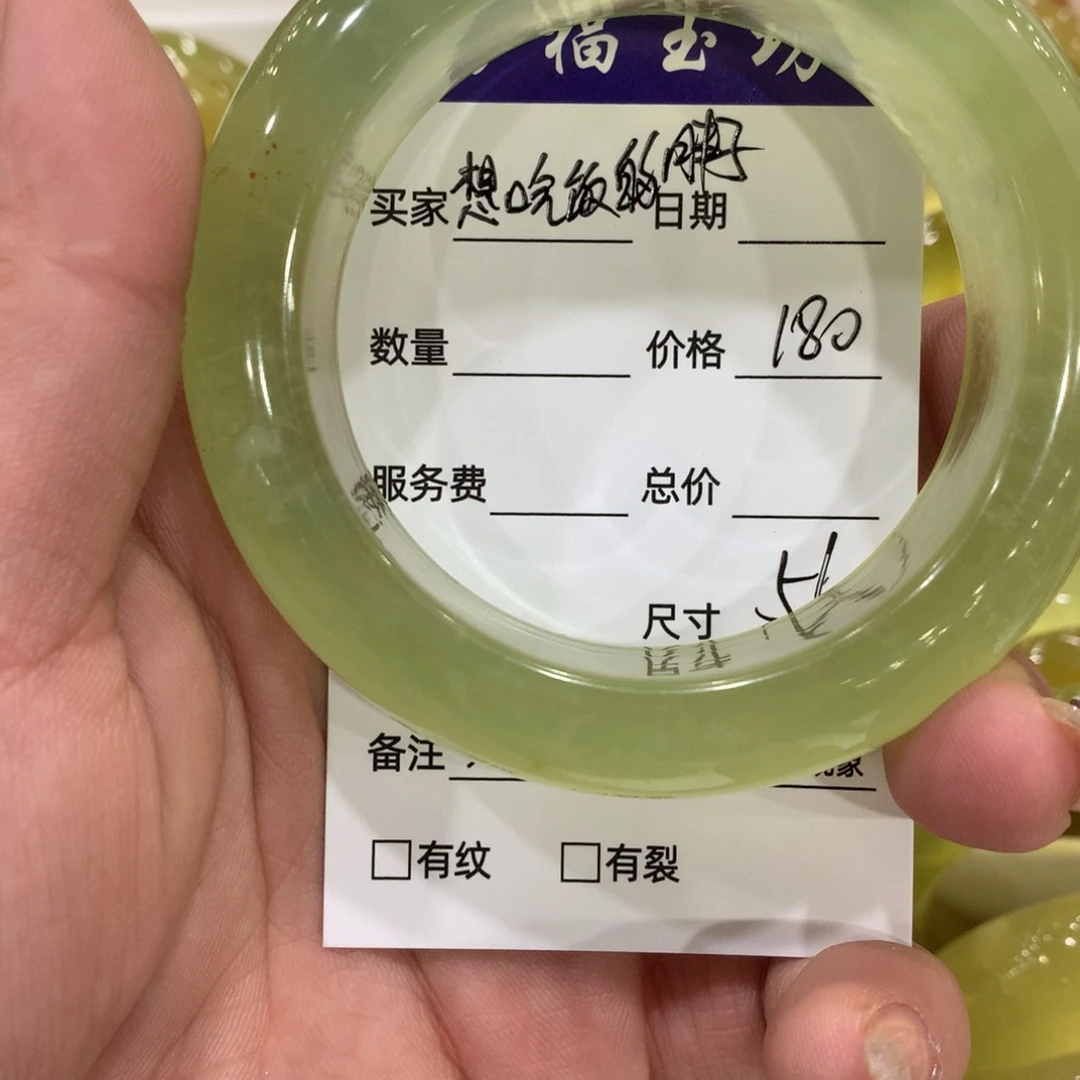 福玉坊
买家 想吃饭的胖 日期
数量 价格 180
服务费 总价
尺寸
备注
有纹 有裂